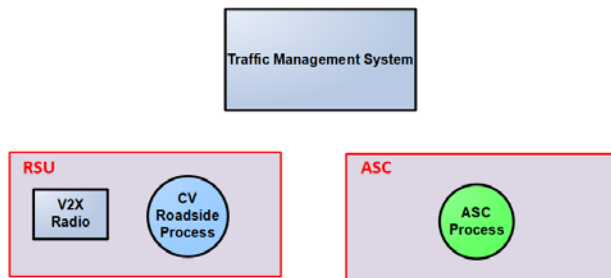 Traffic Management System
RSU
ASC
V2X
Radio
CV
Roadside
Process
ASC
Process